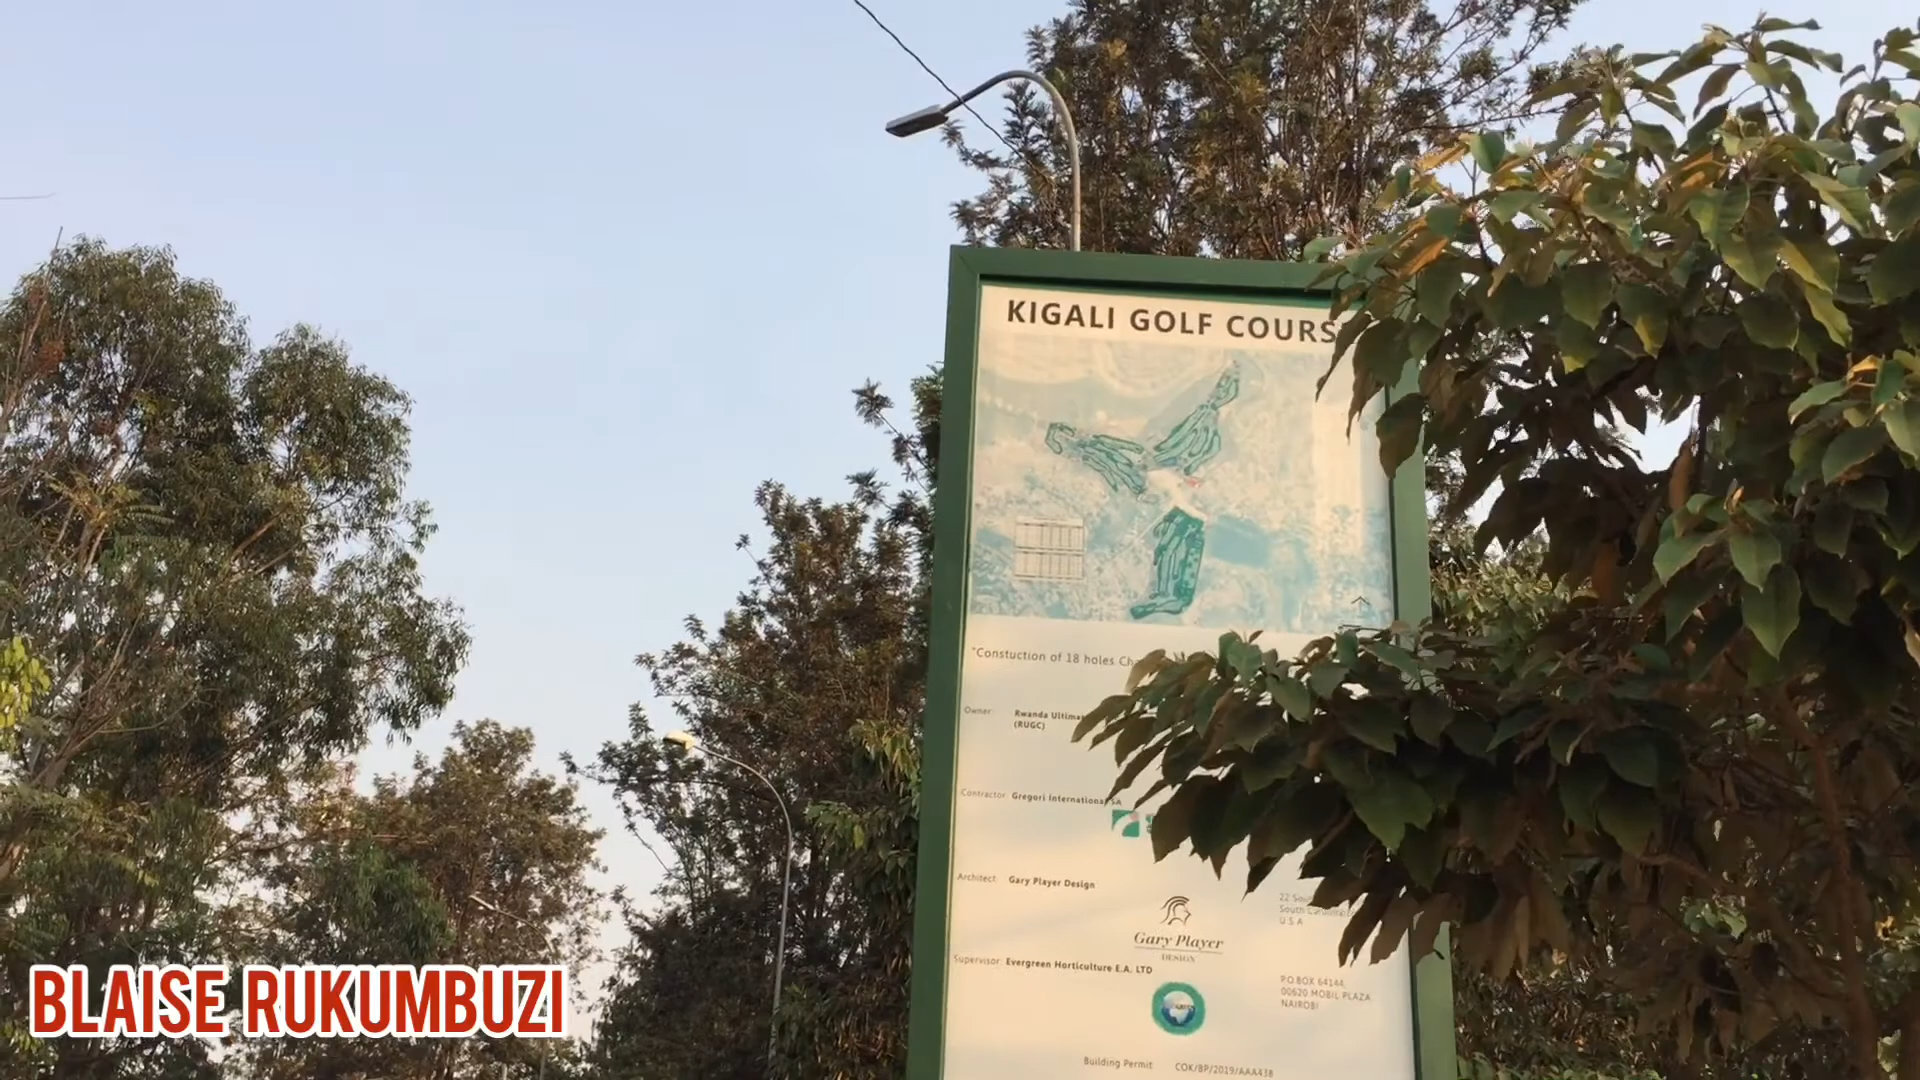 KIGALI GOLF COURS
"Constuction of 18 holes Ch
Owner: Rwanda Ultima
(RUGC)
Contractor: Gregori International SA
Architect: Gary Player Design
22 Sou
South Carolina
U.S.A
Gary Player
DESIGN
Supervisor: Evergreen Horticulture E.A. LTD
P.O.BOX 64144,
00620 MOBIL PLAZA
NAIROBI
Building Permit: COK/BP/2019/AAA438
BLAISE RUKUMBUZI